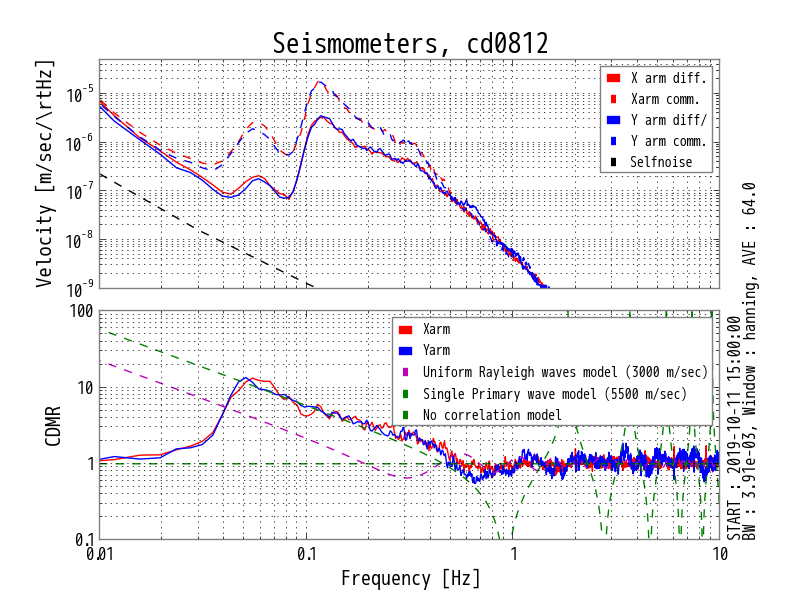 Seismometers, cd0812
Velocity [m/sec/\rtHz]
10^-5
10^-6
10^-7
10^-8
10^-9
X arm diff.
Xarm comm.
Y arm diff/
Y arm comm.
Selfnoise
CDMR
100
10
1
0.1
Xarm
Yarm
Uniform Rayleigh waves model (3000 m/sec)
Single Primary wave model (5500 m/sec)
No correlation model
0.01
0.1
1
10
Frequency [Hz]
START : 2019-10-11 15:00:00
BW : 3.91e-03, Window : hanning, AVE : 64.0